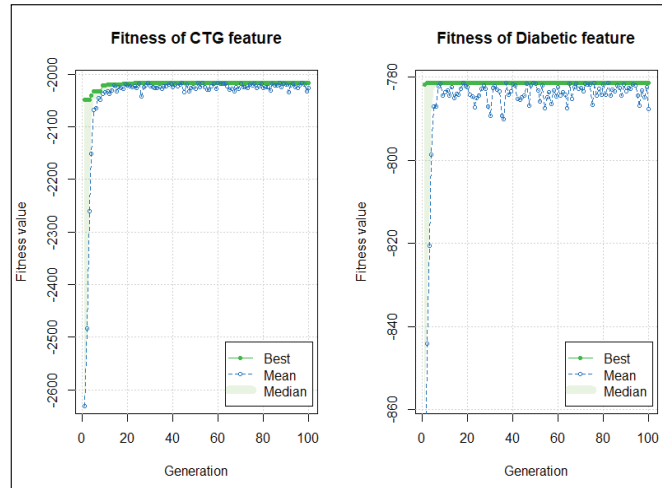 Fitness of CTG feature
Fitness value
-2000
-2100
-2200
-2300
-2400
-2500
-2600
0 20 40 60 80 100
Generation
Best
Mean
Median
Fitness of Diabetic feature
Fitness value
-780
-800
-820
-840
-860
0 20 40 60 80 100
Generation
Best
Mean
Median